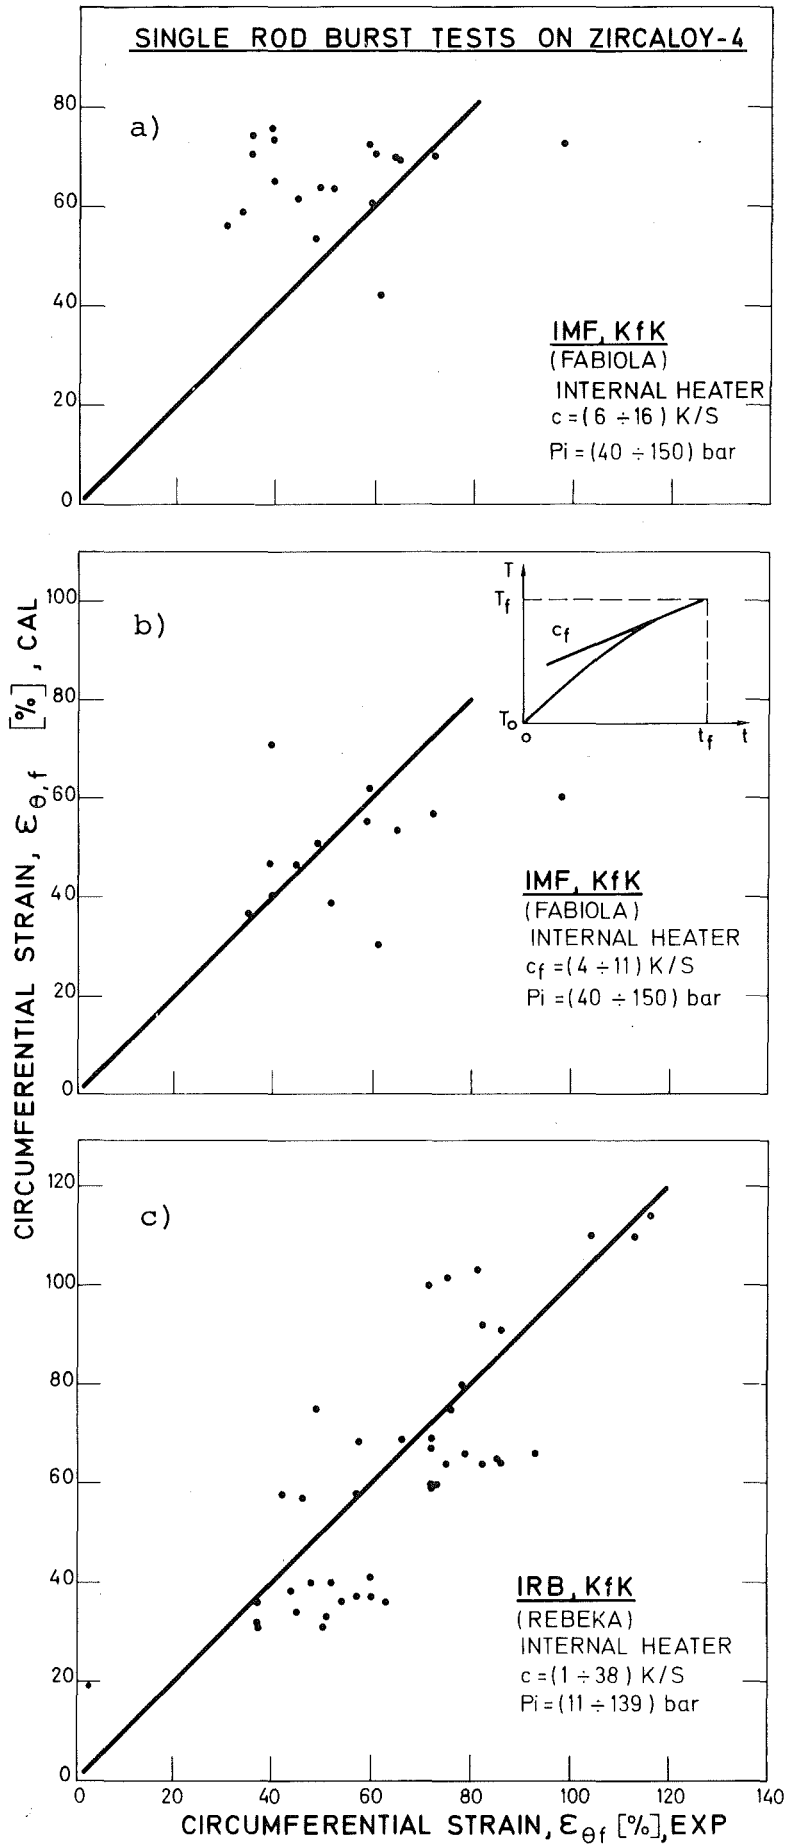 SINGLE ROD BURST TESTS ON ZIRCALOY-4
a)
80
60
40
20
0
IMF, KfK
(FABIOLA)
INTERNAL HEATER
c = (6 ÷ 16) K/S
Pi = (40 ÷ 150) bar
CIRCUMFERENTIAL STRAIN, εθ,f [%], CAL
b)
100
80
60
40
20
0
T
Tf
cf
To
0
tf
t
IMF, KfK
(FABIOLA)
INTERNAL HEATER
cf = (4 ÷ 11) K/S
Pi = (40 ÷ 150) bar
c)
120
100
80
60
40
20
0
IRB, KfK
(REBEKA)
INTERNAL HEATER
c = (1 ÷ 38) K/S
Pi = (11 ÷ 139) bar
0 20 40 60 80 100 120 140
CIRCUMFERENTIAL STRAIN, εθf [%], EXP